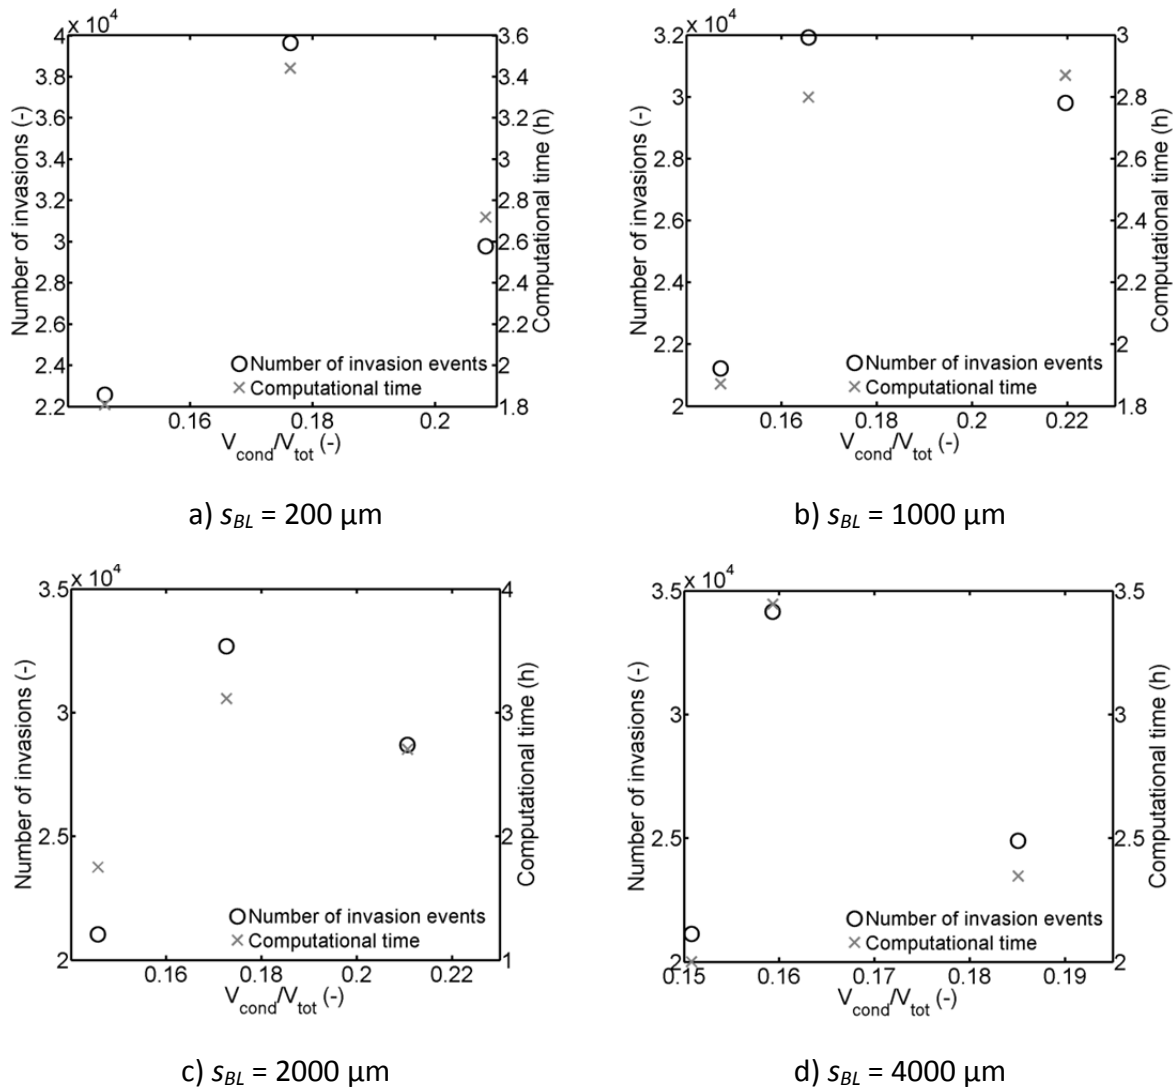 x 10⁴
4
3.8
3.6
3.4
3.2
3
2.8
2.6
2.4
2.2
Number of invasions (-)
3.6
3.4
3.2
3
2.8
2.6
2.4
2.2
2
1.8
Computational time (h)
Number of invasion events
Computational time
0.16 0.18 0.2
V_cond/V_tot (-)
a) s_BL = 200 µm
x 10⁴
3.2
3
2.8
2.6
2.4
2.2
2
Number of invasions (-)
3
2.8
2.6
2.4
2.2
2
1.8
Computational time (h)
Number of invasion events
Computational time
0.16 0.18 0.2 0.22
V_cond/V_tot (-)
b) s_BL = 1000 µm
x 10⁴
3.5
3
2.5
2
Number of invasions (-)
4
3
2
1
Computational time (h)
Number of invasion events
Computational time
0.16 0.18 0.2 0.22
V_cond/V_tot (-)
c) s_BL = 2000 µm
x 10⁴
3.5
3
2.5
2
Number of invasions (-)
3.5
3
2.5
2
Computational time (h)
Number of invasion events
Computational time
0.15 0.16 0.17 0.18 0.19
V_cond/V_tot (-)
d) s_BL = 4000 µm